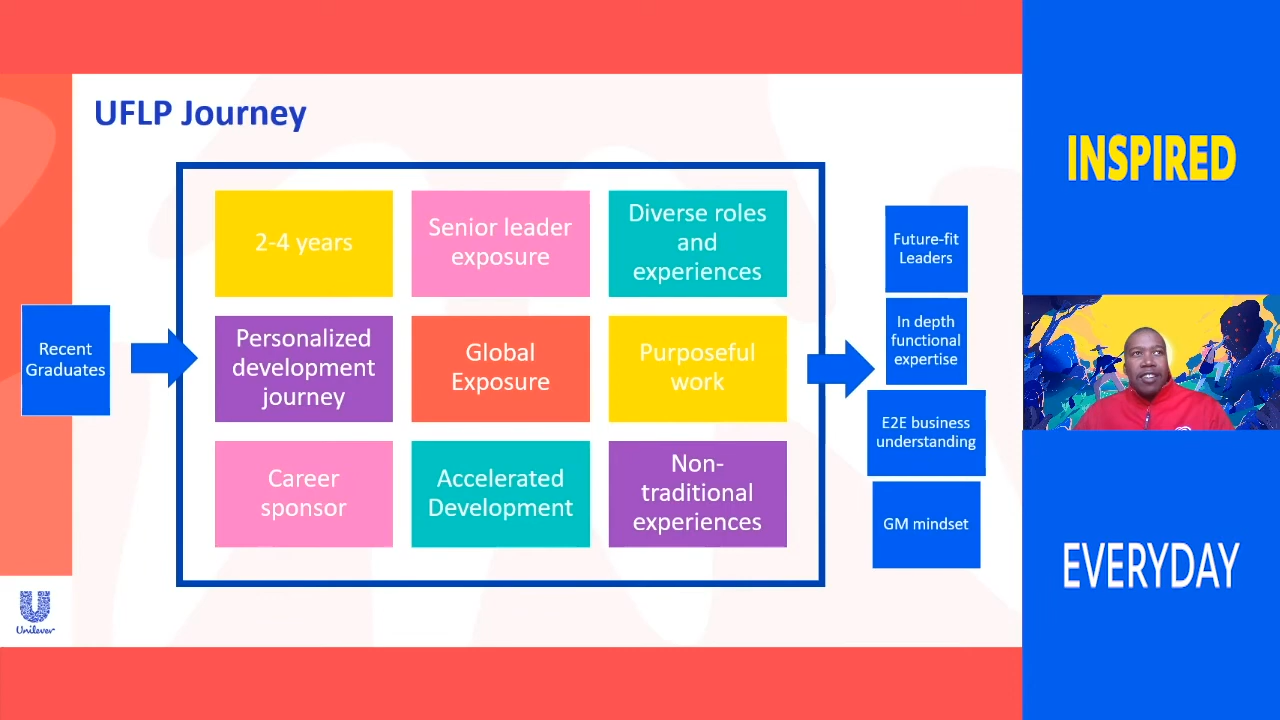 UFLP Journey
Recent
Graduates
2-4 years
Senior leader
exposure
Diverse roles
and
experiences
Personalized
development
journey
Global
Exposure
Purposeful
work
Career
sponsor
Accelerated
Development
Non-
traditional
experiences
Future-fit
Leaders
In depth
functional
expertise
E2E business
understanding
GM mindset
Unilever
INSPIRED
EVERYDAY